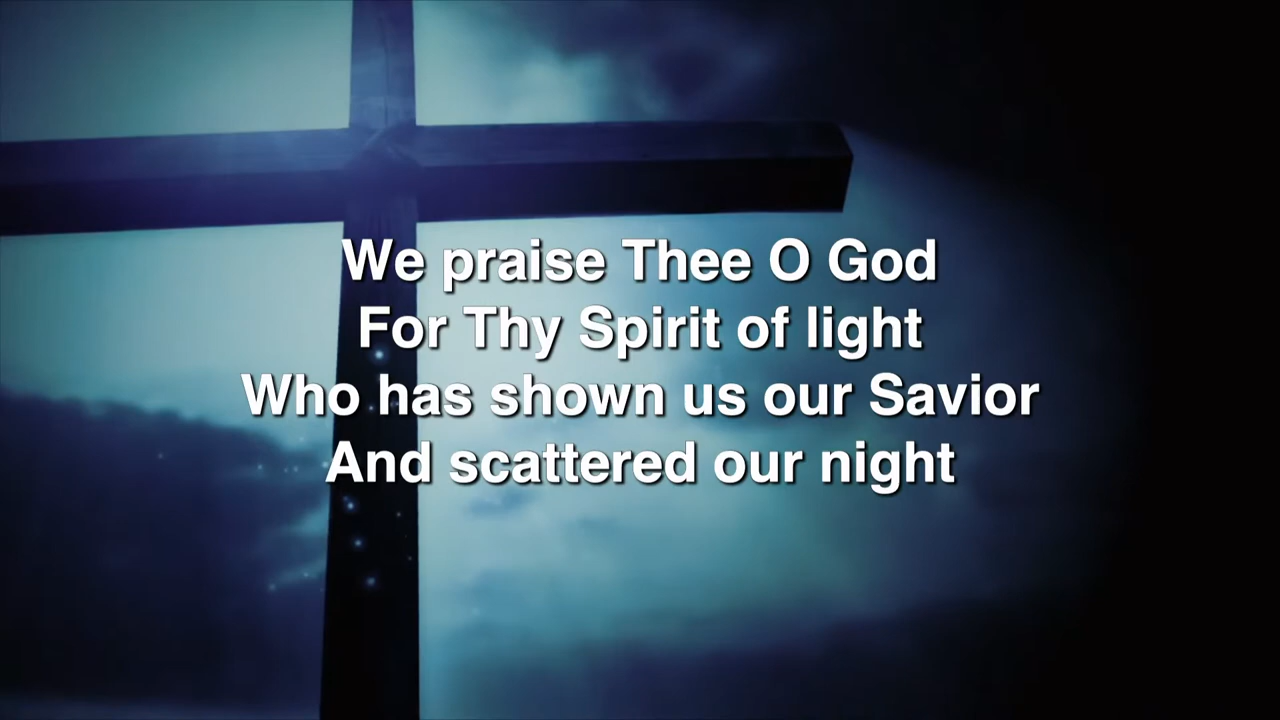 We praise Thee O God
For Thy Spirit of light
Who has shown us our Savior
And scattered our night